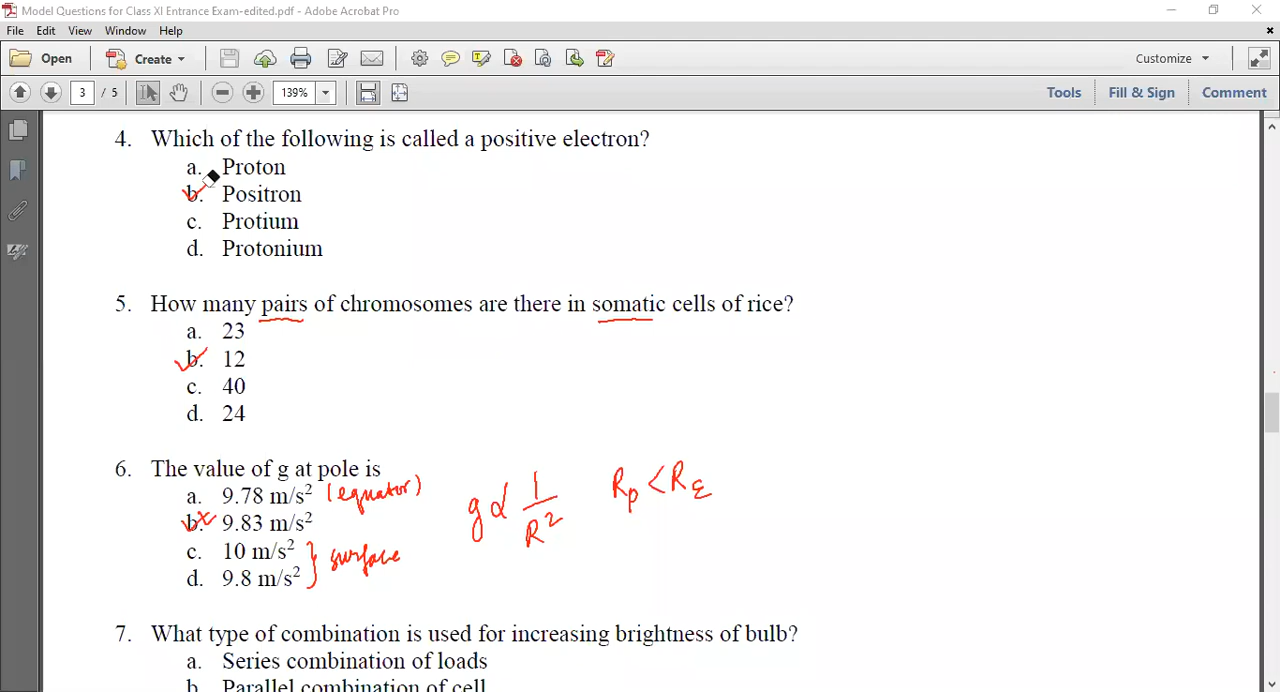 Model Questions for Class XI Entrance Exam-edited.pdf - Adobe Acrobat Pro
File Edit View Window Help
Open Create Customize
3 / 5 139% Tools Fill & Sign Comment
4. Which of the following is called a positive electron?
a. Proton
b. Positron
c. Protium
d. Protonium
5. How many pairs of chromosomes are there in somatic cells of rice?
a. 23
b. 12
c. 40
d. 24
6. The value of g at pole is
a. 9.78 m/s² (equator)
b. 9.83 m/s²
c. 10 m/s²
d. 9.8 m/s²
} surface
g ∝ 1/R²
Rp < RE
7. What type of combination is used for increasing brightness of bulb?
a. Series combination of loads
b. Parallel combination of cell